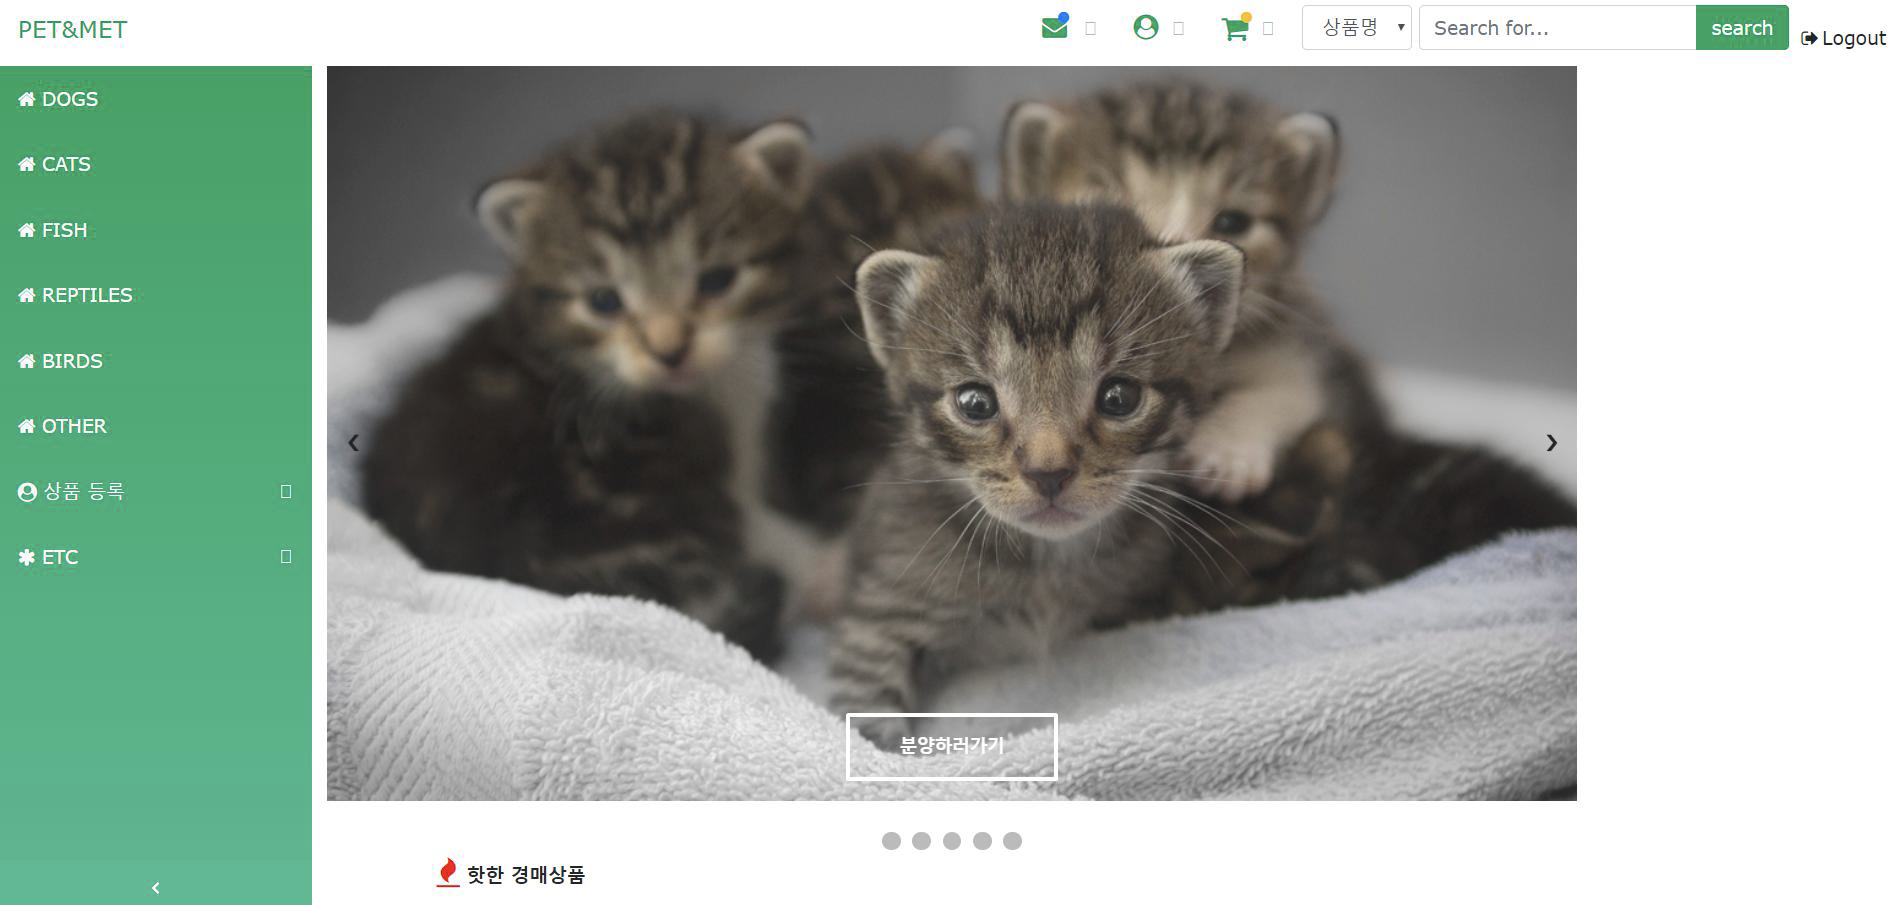 PET&MET
상품명
Search for...
search
Logout
DOGS
CATS
FISH
REPTILES
BIRDS
OTHER
상품 등록
ETC
분양하러가기
핫한 경매상품